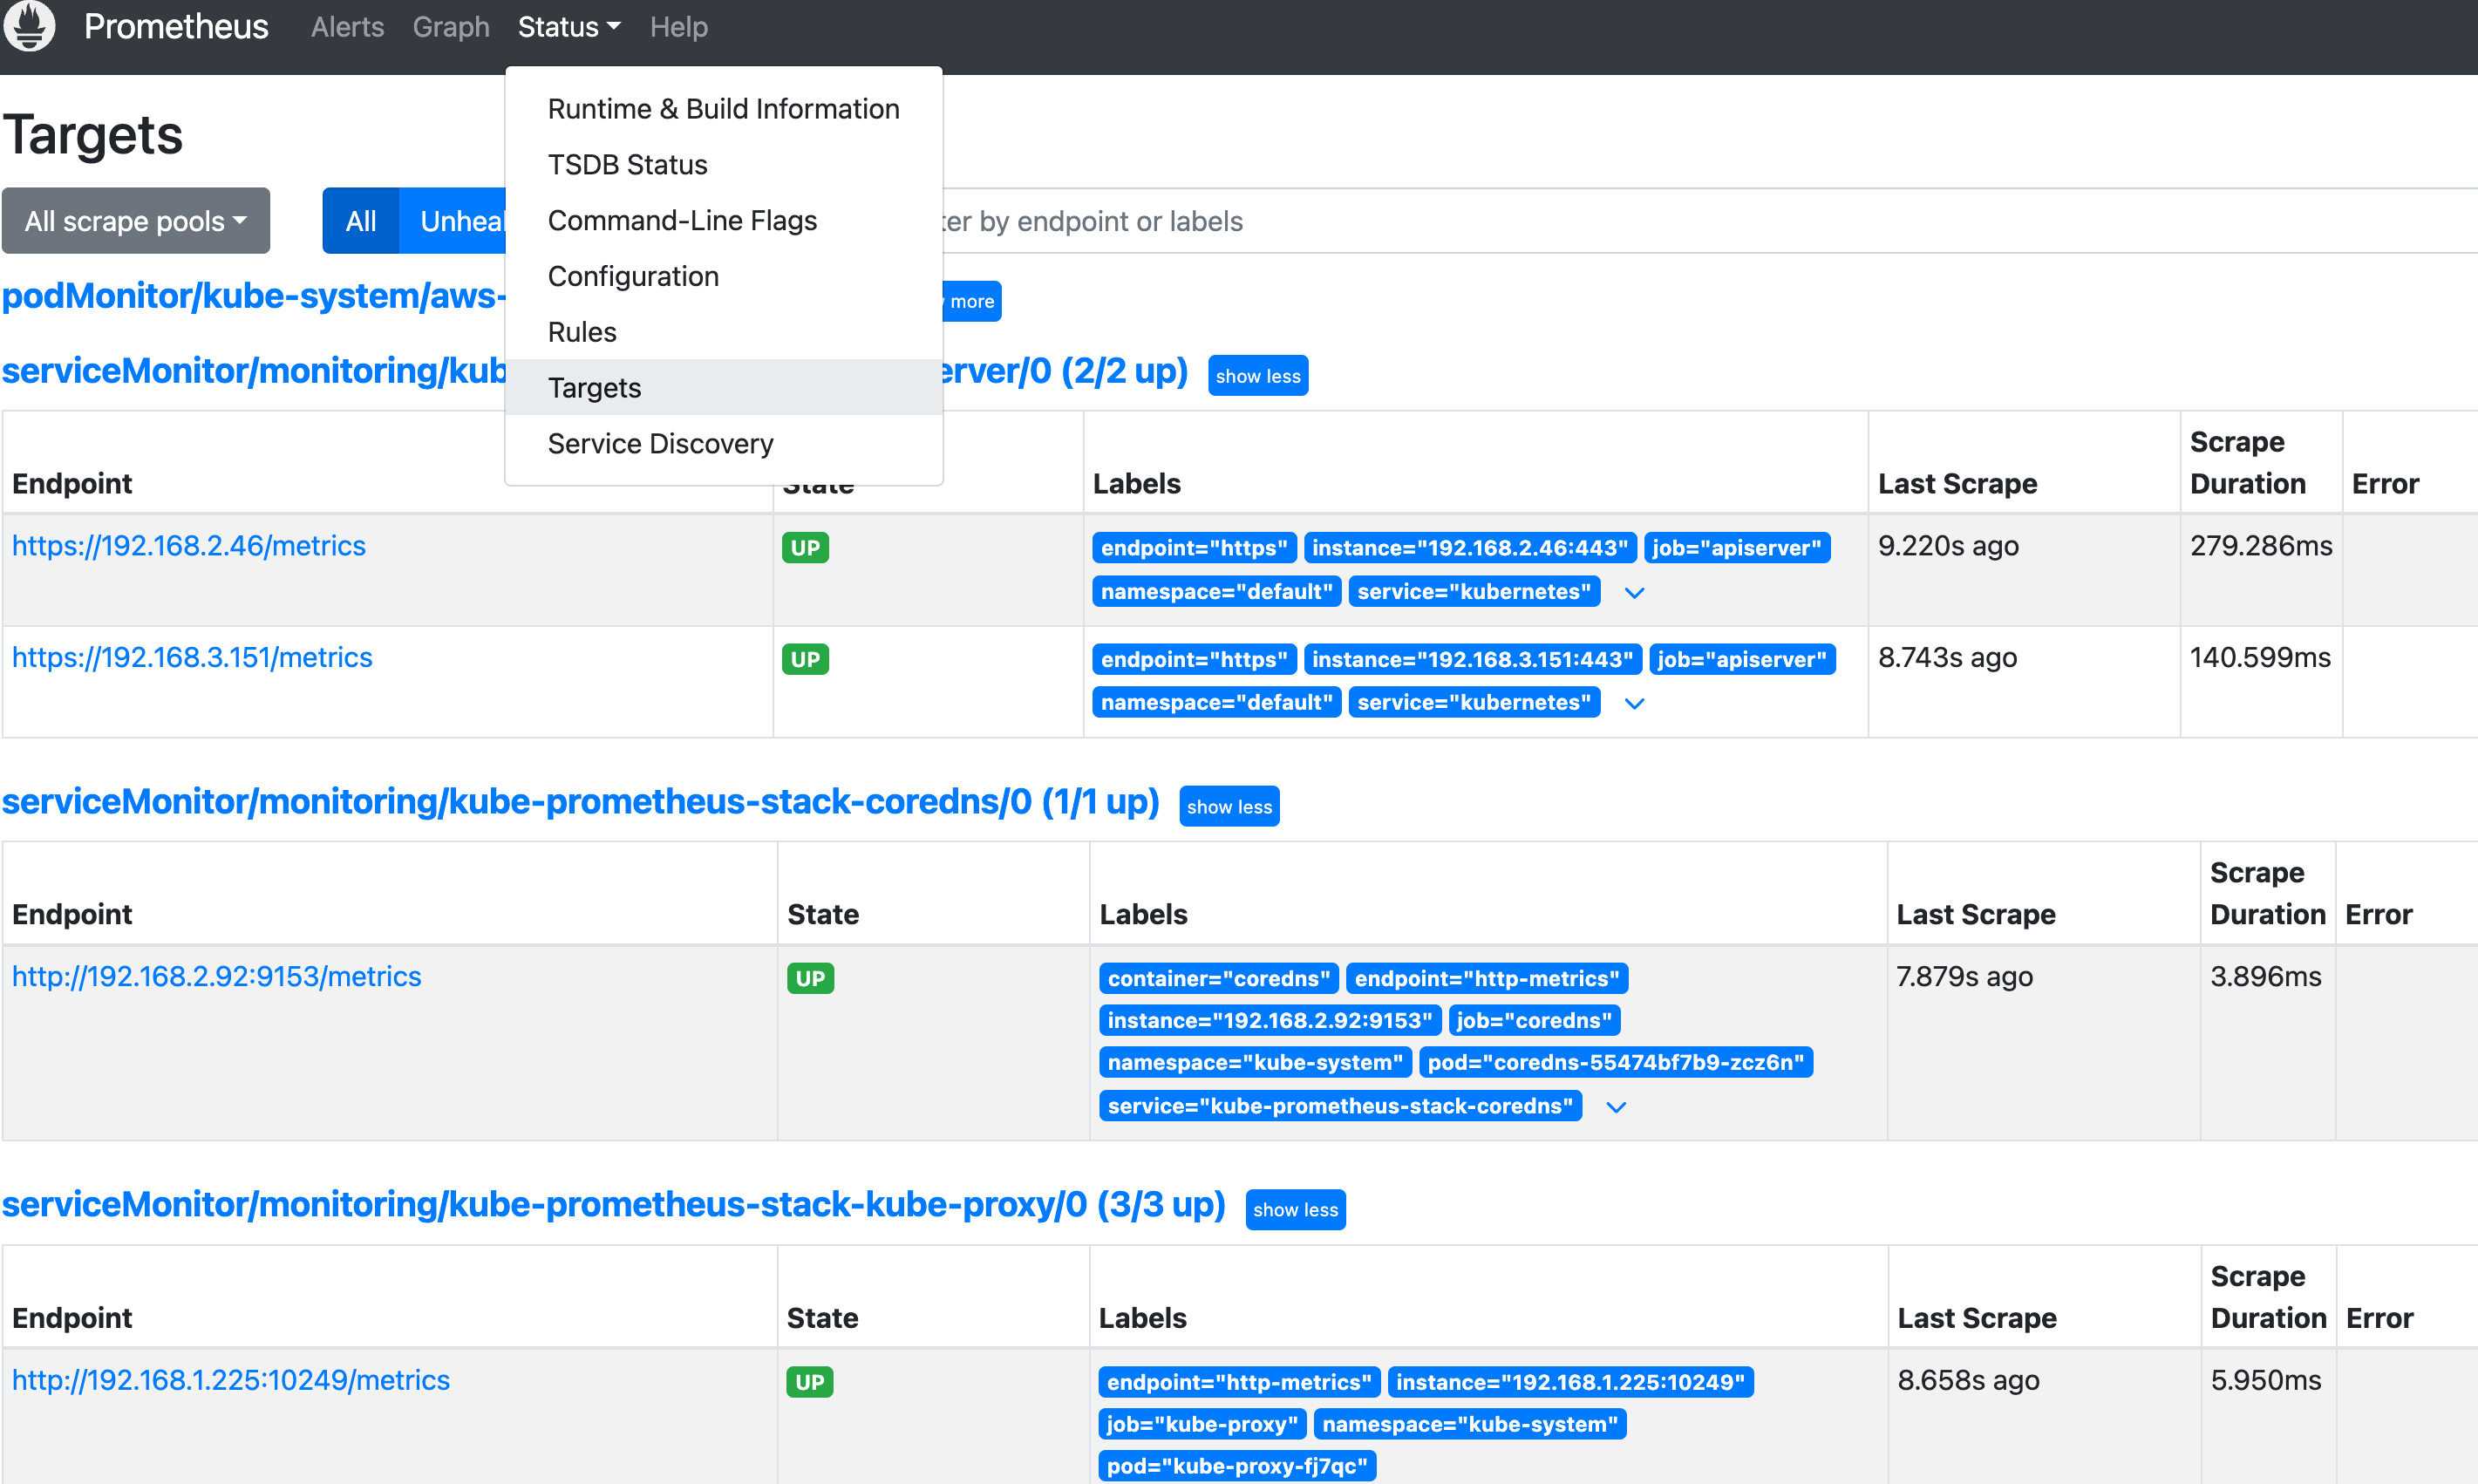 Prometheus Alerts Graph Status Help
Runtime & Build Information
TSDB Status
Command-Line Flags
Configuration
Rules
Targets
Service Discovery
Targets
All scrape pools
All
by endpoint or labels
podMonitor/kube-system/aws-
more
serviceMonitor/monitoring/
/0 (2/2 up) show less
Endpoint State Labels Last Scrape Scrape Duration Error
https://192.168.2.46/metrics UP endpoint="https" instance="192.168.2.46:443" job="apiserver" 9.220s ago 279.286ms
namespace="default" service="kubernetes"
https://192.168.3.151/metrics UP endpoint="https" instance="192.168.3.151:443" job="apiserver" 8.743s ago 140.599ms
namespace="default" service="kubernetes"
serviceMonitor/monitoring/kube-prometheus-stack-coredns/0 (1/1 up) show less
Endpoint State Labels Last Scrape Scrape Duration Error
http://192.168.2.92:9153/metrics UP container="coredns" endpoint="http-metrics" 7.879s ago 3.896ms
instance="192.168.2.92:9153" job="coredns"
namespace="kube-system" pod="coredns-55474bf7b9-zcz6n"
service="kube-prometheus-stack-coredns"
serviceMonitor/monitoring/kube-prometheus-stack-kube-proxy/0 (3/3 up) show less
Endpoint State Labels Last Scrape Scrape Duration Error
http://192.168.1.225:10249/metrics UP endpoint="http-metrics" instance="192.168.1.225:10249" 8.658s ago 5.950ms
job="kube-proxy" namespace="kube-system"
pod="kube-proxy-fj7qc"